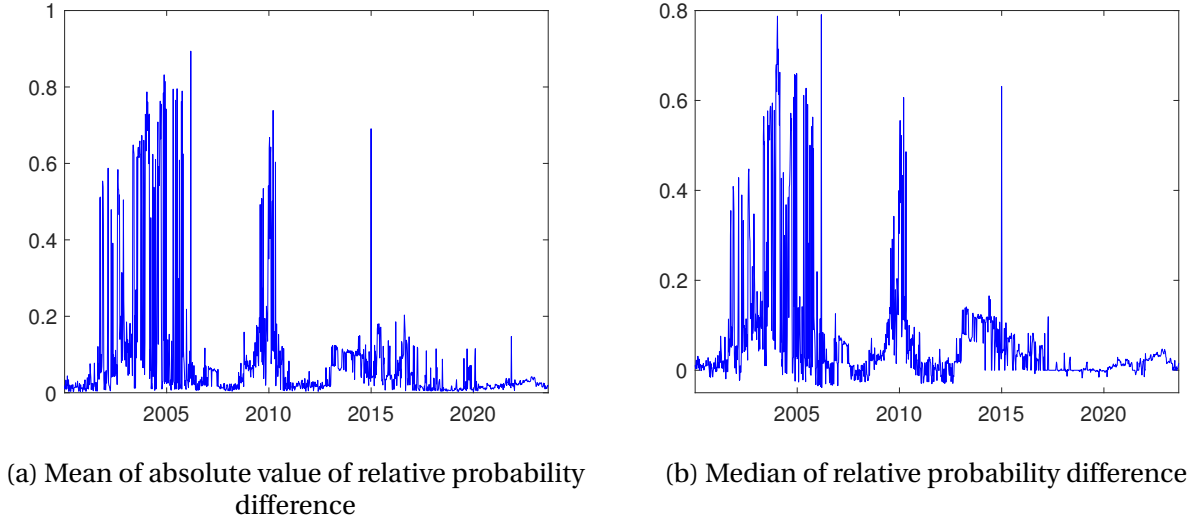 1
0.8
0.6
0.4
0.2
0
2005 2010 2015 2020
(a) Mean of absolute value of relative probability
difference
0.8
0.6
0.4
0.2
0
2005 2010 2015 2020
(b) Median of relative probability difference